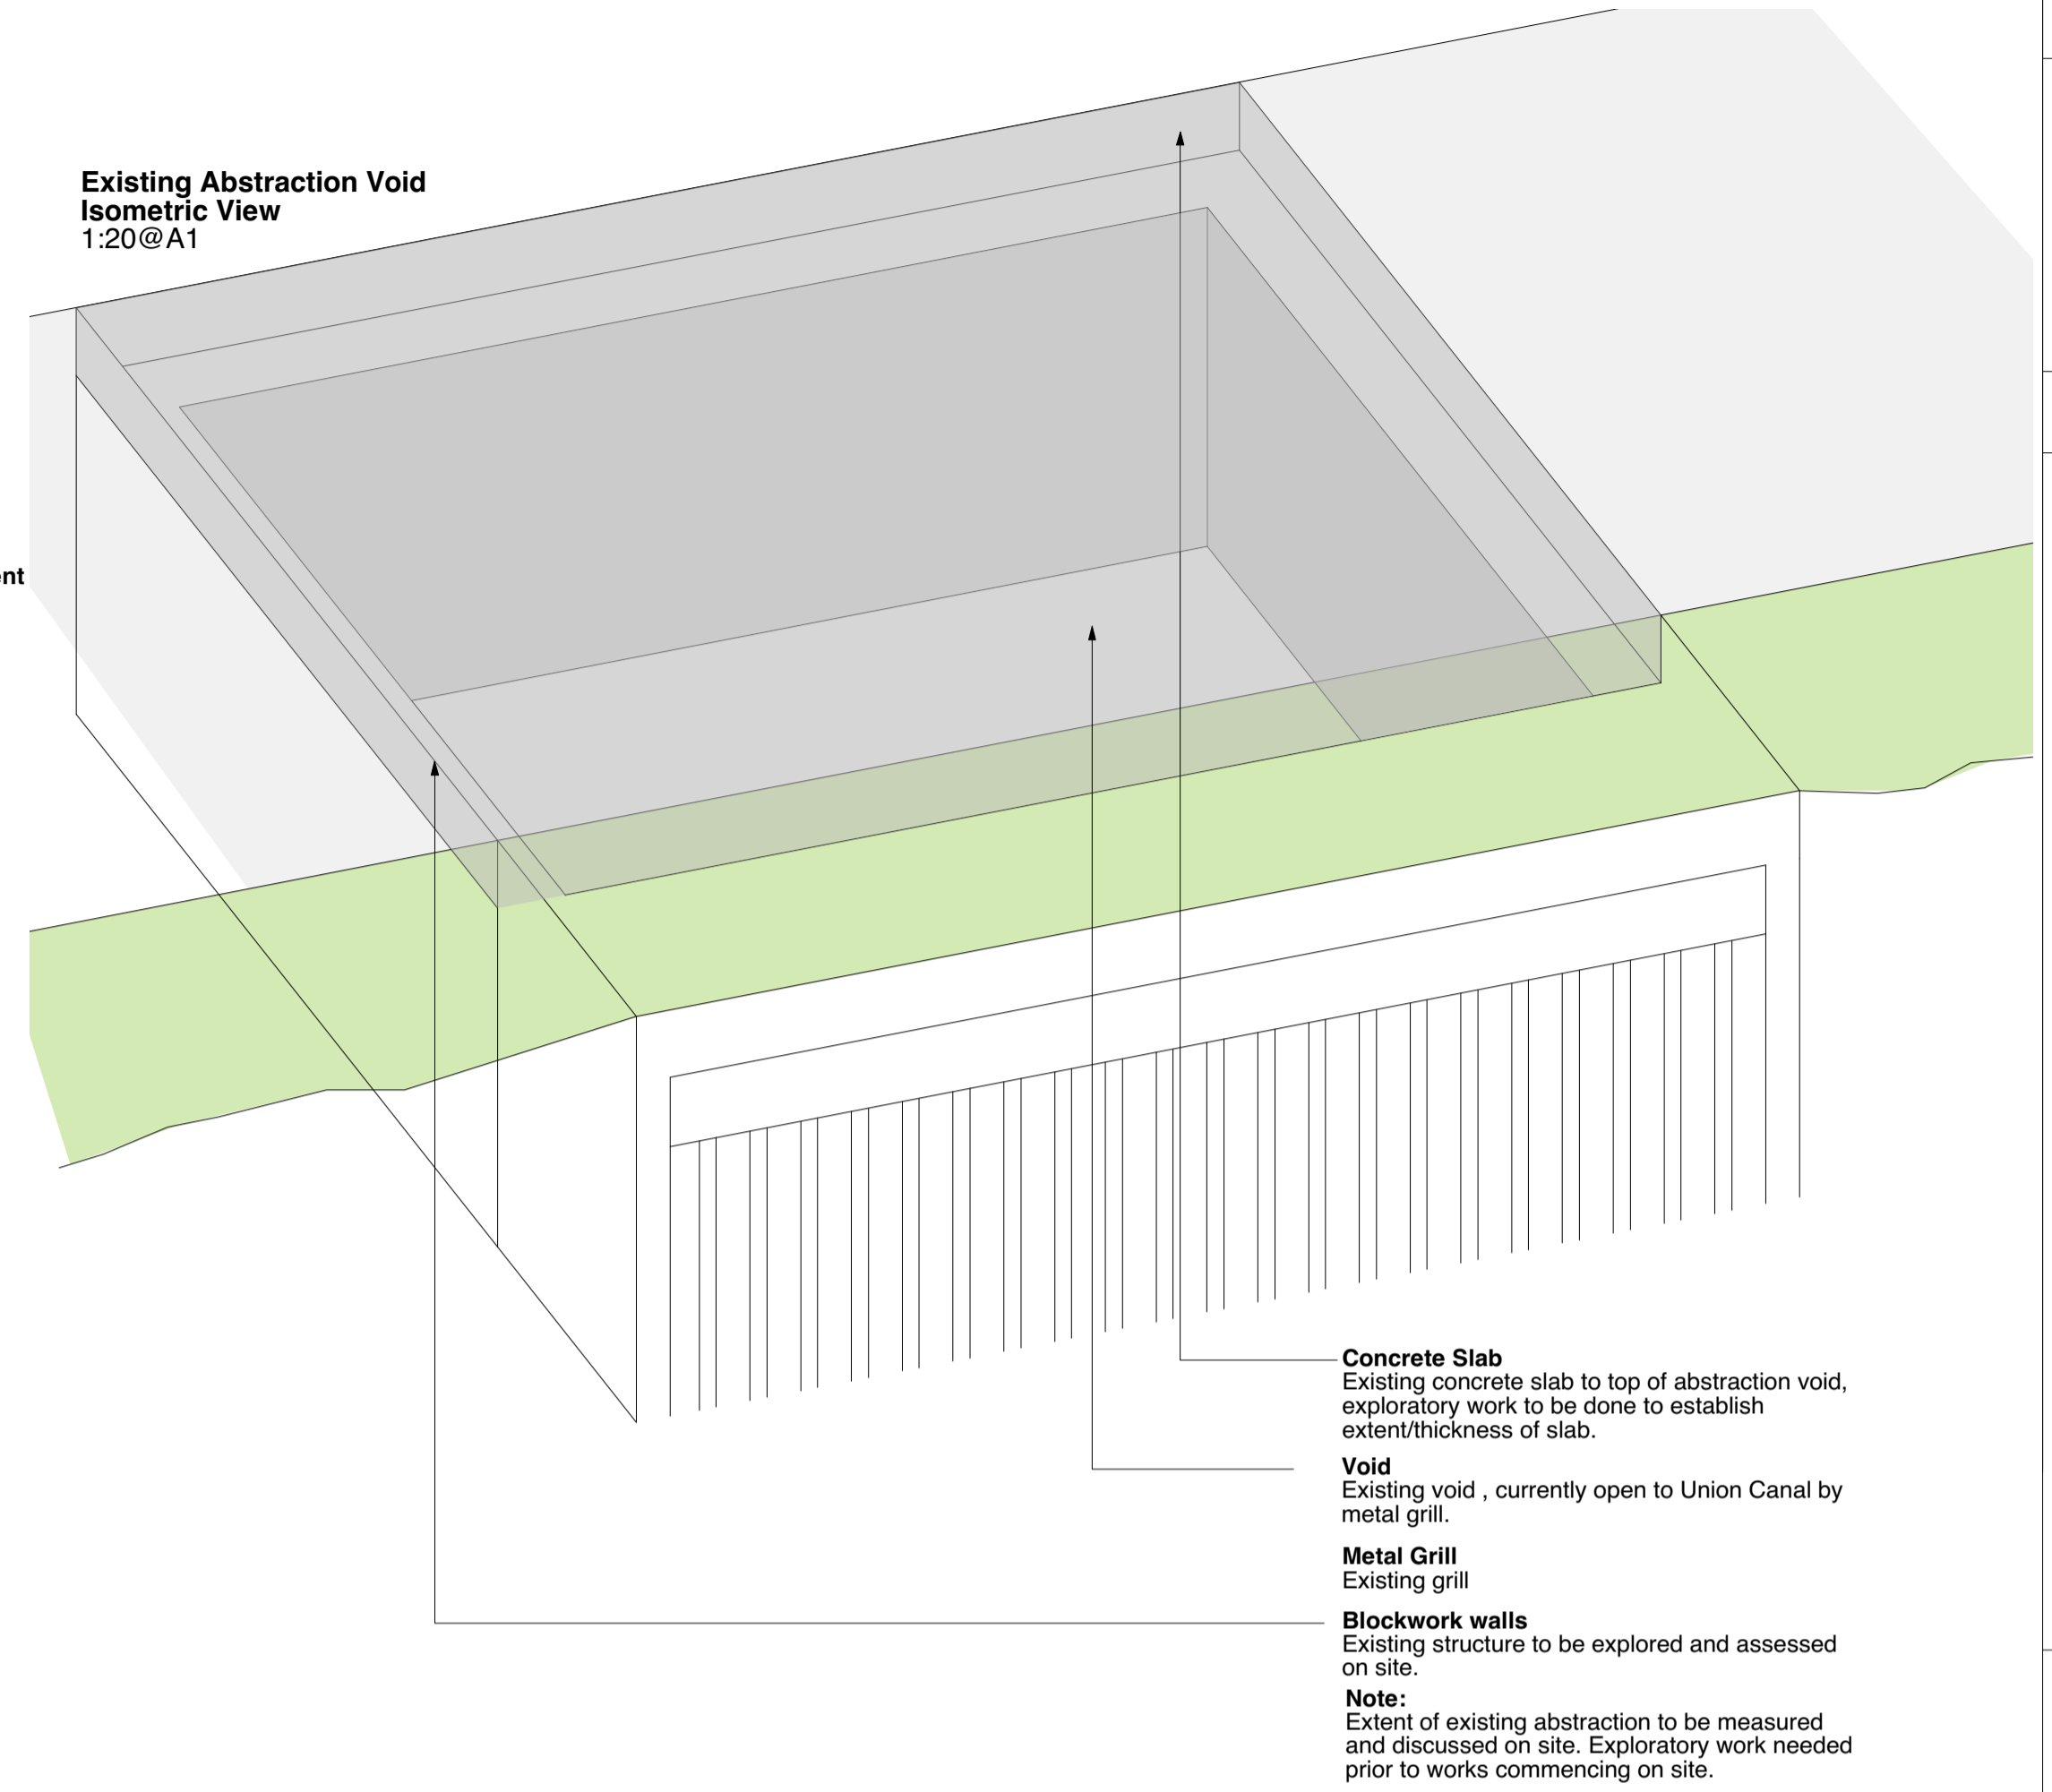 Existing Abstraction Void
Isometric View
1:20@A1
ent
Concrete Slab
Existing concrete slab to top of abstraction void,
exploratory work to be done to establish
extent/thickness of slab.
Void
Existing void , currently open to Union Canal by
metal grill.
Metal Grill
Existing grill
Blockwork walls
Existing structure to be explored and assessed
on site.
Note:
Extent of existing abstraction to be measured
and discussed on site. Exploratory work needed
prior to works commencing on site.